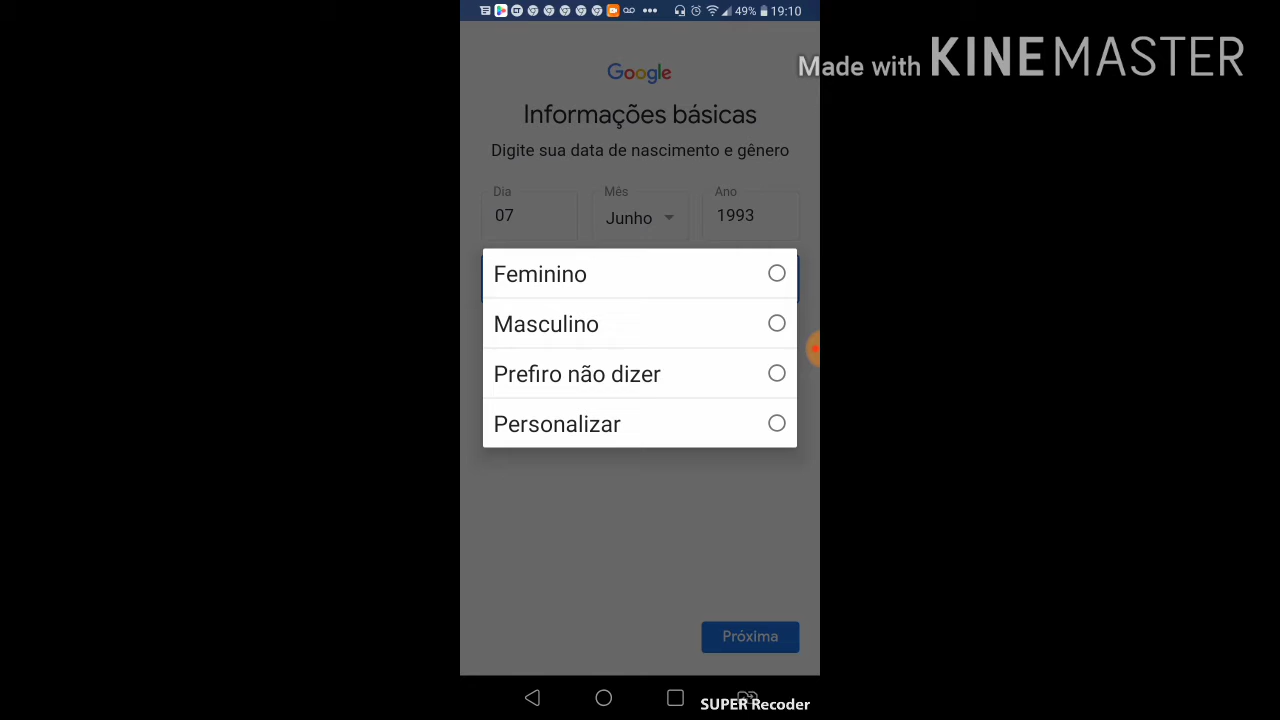 49% 19:10
Made with KINEMASTER
Google
Informações básicas
Digite sua data de nascimento e gênero
Dia Mês Ano
07 Junho 1993
Feminino
Masculino
Prefiro não dizer
Personalizar
Próxima
SUPER Recoder